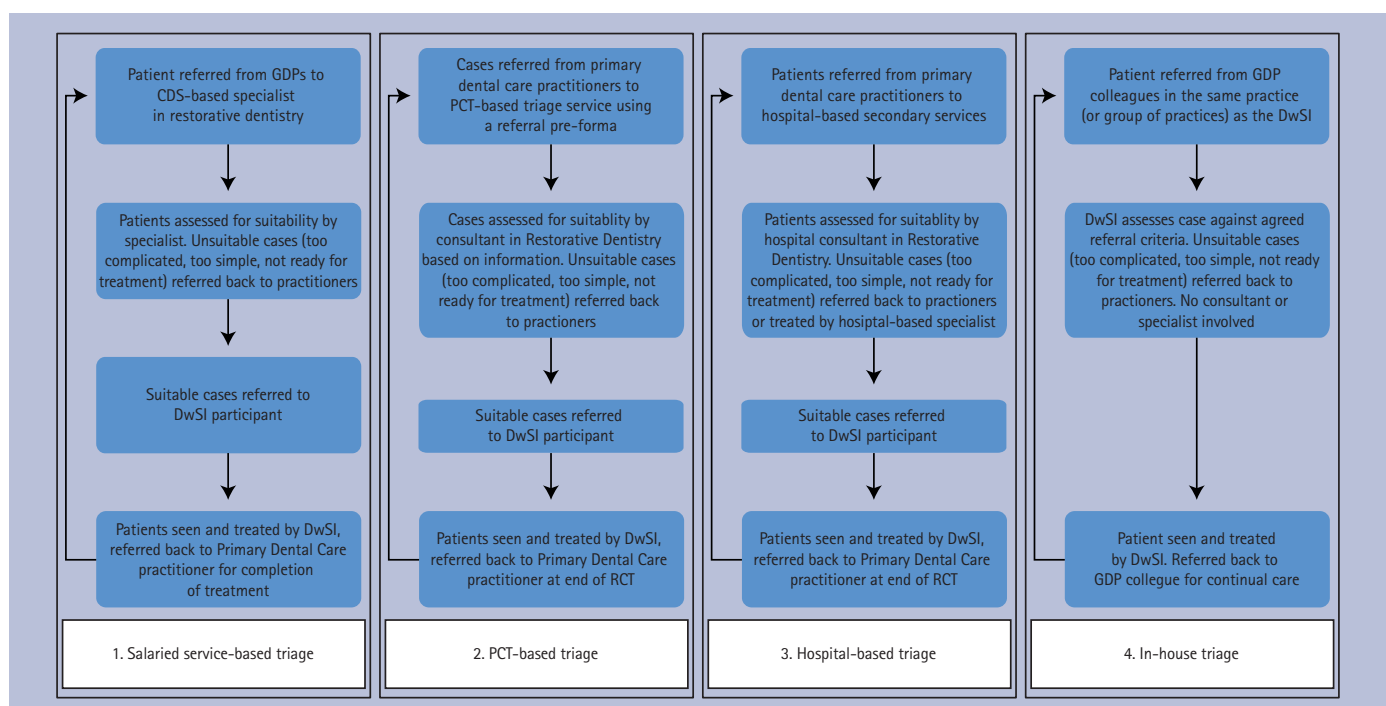 Patient referred from GDPs to
CDS-based specialist
in restorative dentistry
Patients assessed for suitability by
specialist. Unsuitable cases (too
complicated, too simple, not ready for
treatment) referred back to practitioners
Suitable cases referred to
DwSI participant
Patients seen and treated by DwSI,
referred back to Primary Dental Care
practitioner for completion
of treatment
1. Salaried service-based triage
Cases referred from primary
dental care practitioners to
PCT-based triage service using
a referral pre-forma
Cases assessed for suitablity by
consultant in Restorative Dentistry
based on information. Unsuitable cases
(too complicated, too simple, not
ready for treatment) referred back
to practioners
Suitable cases referred
to DwSI participant
Patients seen and treated by DwSI,
referred back to Primary Dental Care
practitioner at end of RCT
2. PCT-based triage
Patients referred from primary
dental care practitioners to
hospital-based secondary services
Patients assessed for suitablity by
hospital consultant in Restorative
Dentistry. Unsuitable cases (too
complicated, too simple, not ready for
treatment) referred back to practioners
or treated by hosiptal-based specialist
Suitable cases referred
to DwSI participant
Patients seen and treated by DwSI,
referred back to Primary Dental Care
practitioner at end of RCT
3. Hospital-based triage
Patient referred from GDP
colleagues in the same practice
(or group of practices) as the DwSI
DwSI assesses case against agreed
referral criteria. Unsuitable cases
(too complicated, too simple, not ready
for treatment) referred back to
practioners. No consultant or
specialist involved
Patient seen and treated
by DwSI. Referred back to
GDP collegue for continual care
4. In-house triage